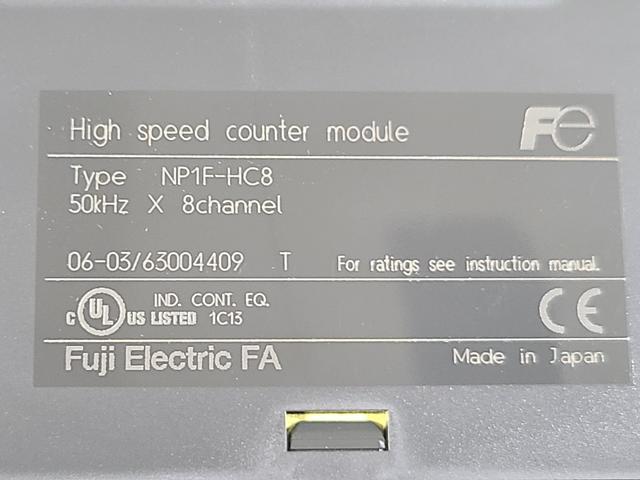 High speed counter module Fe
Type NP1F-HC8
50kHz X 8channel
06-03/63004409 T For ratings see instruction manual.
c UL US LISTED IND. CONT. EQ. 1C13 CE
Fuji Electric FA Made in Japan